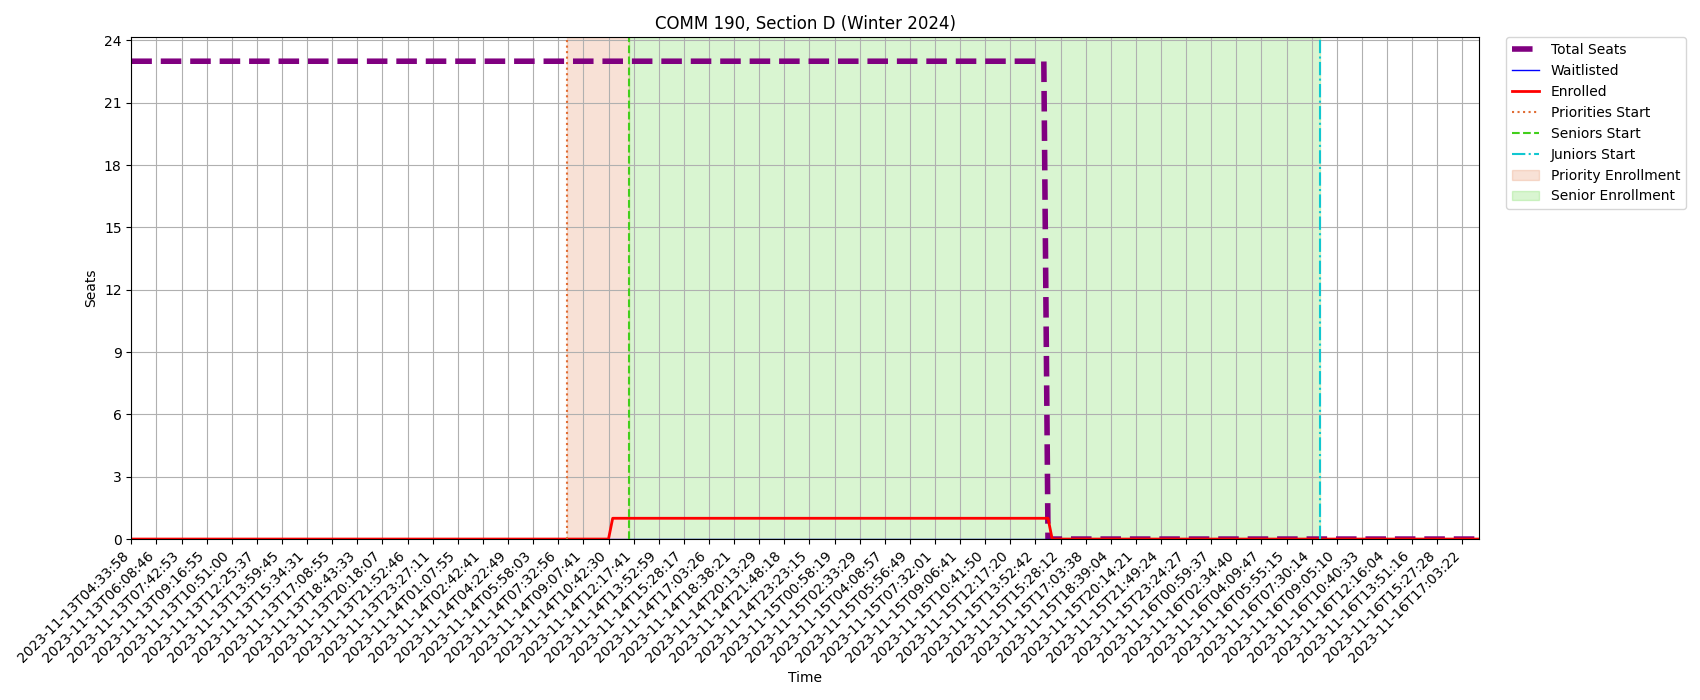 COMM 190, Section D (Winter 2024)
Seats
24
21
18
15
12
9
6
3
0
2023-11-13T04:33:58
2023-11-13T06:08:46
2023-11-13T07:42:53
2023-11-13T09:16:55
2023-11-13T10:51:00
2023-11-13T12:25:37
2023-11-13T13:59:45
2023-11-13T15:34:31
2023-11-13T17:08:55
2023-11-13T18:43:33
2023-11-13T20:18:07
2023-11-13T21:52:46
2023-11-13T23:27:11
2023-11-14T01:07:55
2023-11-14T02:42:41
2023-11-14T04:22:49
2023-11-14T05:58:03
2023-11-14T07:32:56
2023-11-14T09:07:41
2023-11-14T10:42:30
2023-11-14T12:17:41
2023-11-14T13:52:59
2023-11-14T15:28:17
2023-11-14T17:03:26
2023-11-14T18:38:21
2023-11-14T20:13:29
2023-11-14T21:48:18
2023-11-14T23:23:15
2023-11-15T00:58:19
2023-11-15T02:33:29
2023-11-15T04:08:57
2023-11-15T05:56:49
2023-11-15T07:32:01
2023-11-15T09:06:41
2023-11-15T10:41:50
2023-11-15T12:17:20
2023-11-15T13:52:42
2023-11-15T15:28:12
2023-11-15T17:03:38
2023-11-15T18:39:04
2023-11-15T20:14:21
2023-11-15T21:49:24
2023-11-15T23:24:27
2023-11-16T00:59:37
2023-11-16T02:34:40
2023-11-16T04:09:47
2023-11-16T05:55:15
2023-11-16T07:30:14
2023-11-16T09:05:10
2023-11-16T10:40:33
2023-11-16T12:16:04
2023-11-16T13:51:16
2023-11-16T15:27:28
2023-11-16T17:03:22
Time
Total Seats
Waitlisted
Enrolled
Priorities Start
Seniors Start
Juniors Start
Priority Enrollment
Senior Enrollment